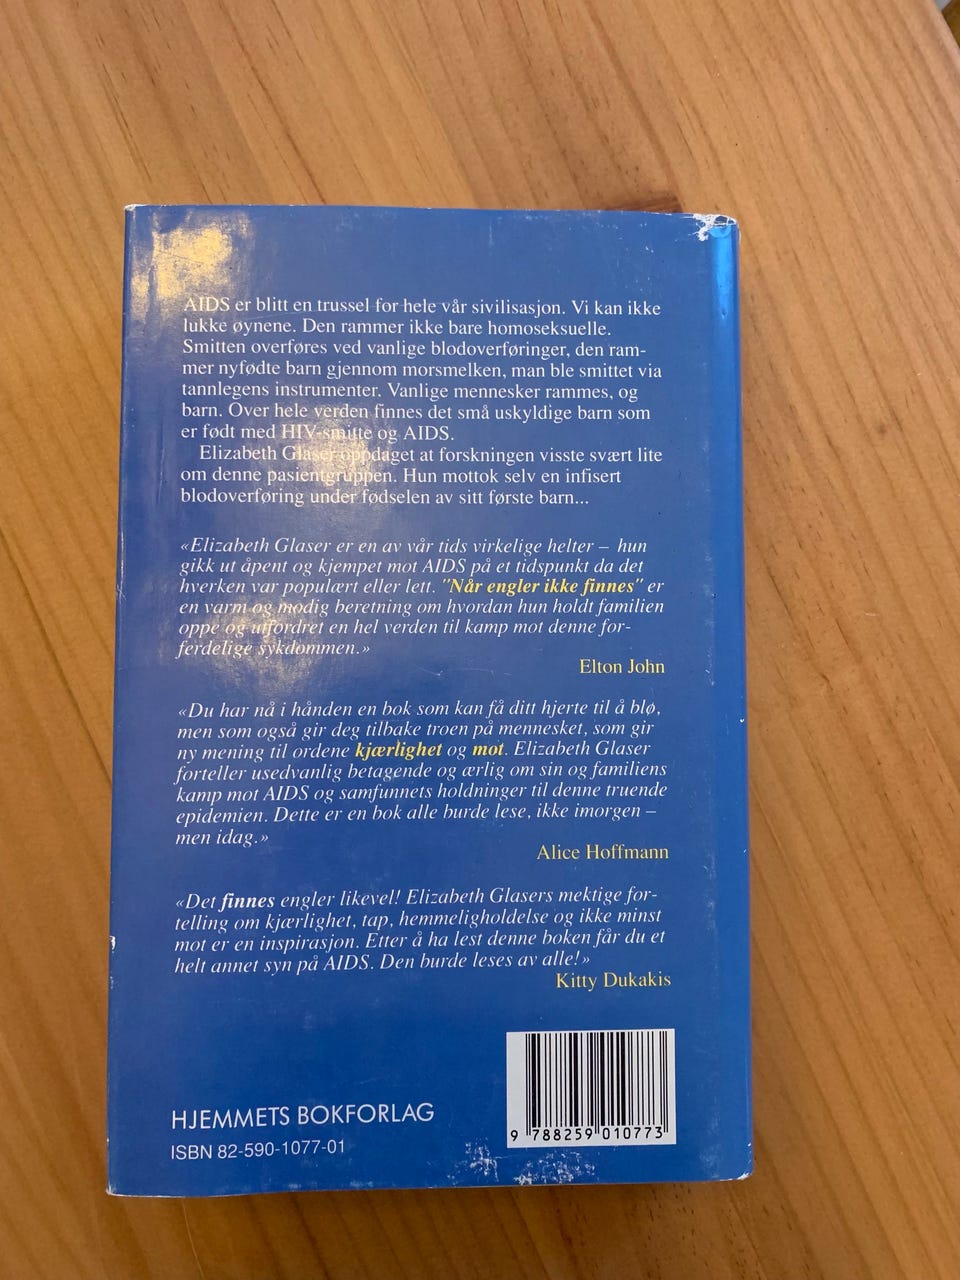 AIDS er blitt en trussel for hele vår sivilisasjon. Vi kan ikke
lukke øynene. Den rammer ikke bare homoseksuelle.
Smitten overføres ved vanlige blodoverføringer, den ram-
mer nyfødte barn gjennom morsmelken, man ble smittet via
tannlegens instrumenter. Vanlige mennesker rammes, og
barn. Over hele verden finnes det små uskyldige barn som
er født med HIV-smitte og AIDS.
Elizabeth Glaser oppdaget at forskningen visste svært lite
om denne pasientgruppen. Hun mottok selv en infisert
blodoverføring under fødselen av sitt første barn...
«Elizabeth Glaser er en av vår tids virkelige helter – hun
gikk ut åpent og kjempet mot AIDS på et tidspunkt da det
hverken var populært eller lett. "Når engler ikke finnes" er
en varm og modig beretning om hvordan hun holdt familien
oppe og utfordret en hel verden til kamp mot denne for-
ferdelige sykdommen.»
Elton John
«Du har nå i hånden en bok som kan få ditt hjerte til å blø,
men som også gir deg tilbake troen på mennesket, som gir
ny mening til ordene kjærlighet og mot. Elizabeth Glaser
forteller usedvanlig betagende og ærlig om sin og familiens
kamp mot AIDS og samfunnets holdninger til denne truende
epidemien. Dette er en bok alle burde lese, ikke imorgen –
men idag.»
Alice Hoffmann
«Det finnes engler likevel! Elizabeth Glasers mektige for-
telling om kjærlighet, tap, hemmeligholdelse og ikke minst
mot er en inspirasjon. Etter å ha lest denne boken får du et
helt annet syn på AIDS. Den burde leses av alle!»
Kitty Dukakis
HJEMMETS BOKFORLAG
ISBN 82-590-1077-01
9 788259 010773